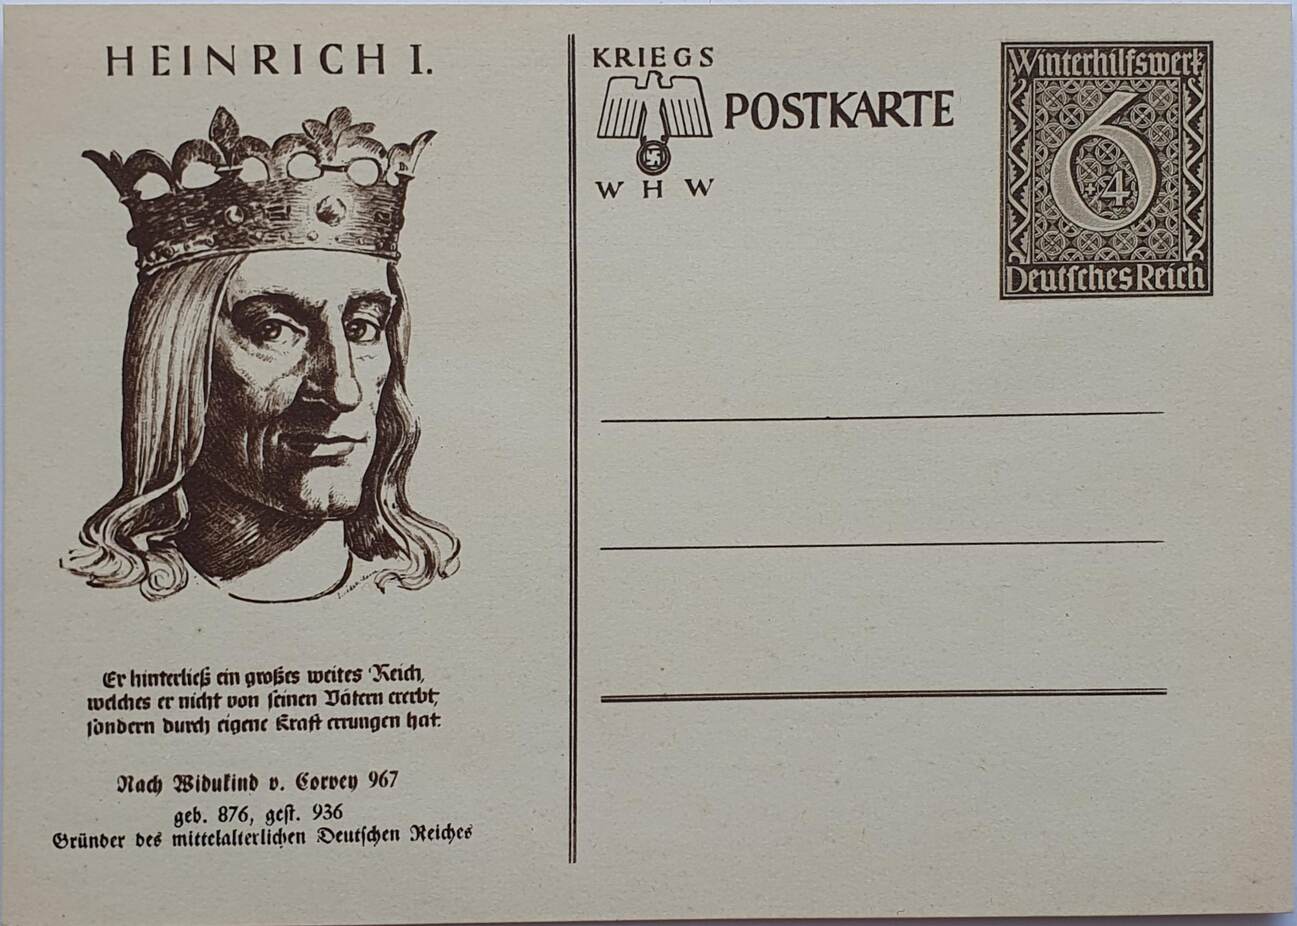 HEINRICH I.
Er hinterließ ein großes weites Reich,
welches er nicht von seinen Vätern ererbt,
sondern durch eigene Kraft errungen hat.
Nach Widukind v. Corvey 967
geb. 876, gest. 936
Gründer des mittelalterlichen Deutschen Reiches
KRIEGS
POSTKARTE
W H W
Winterhilfswerk
6
+4
Deutsches Reich